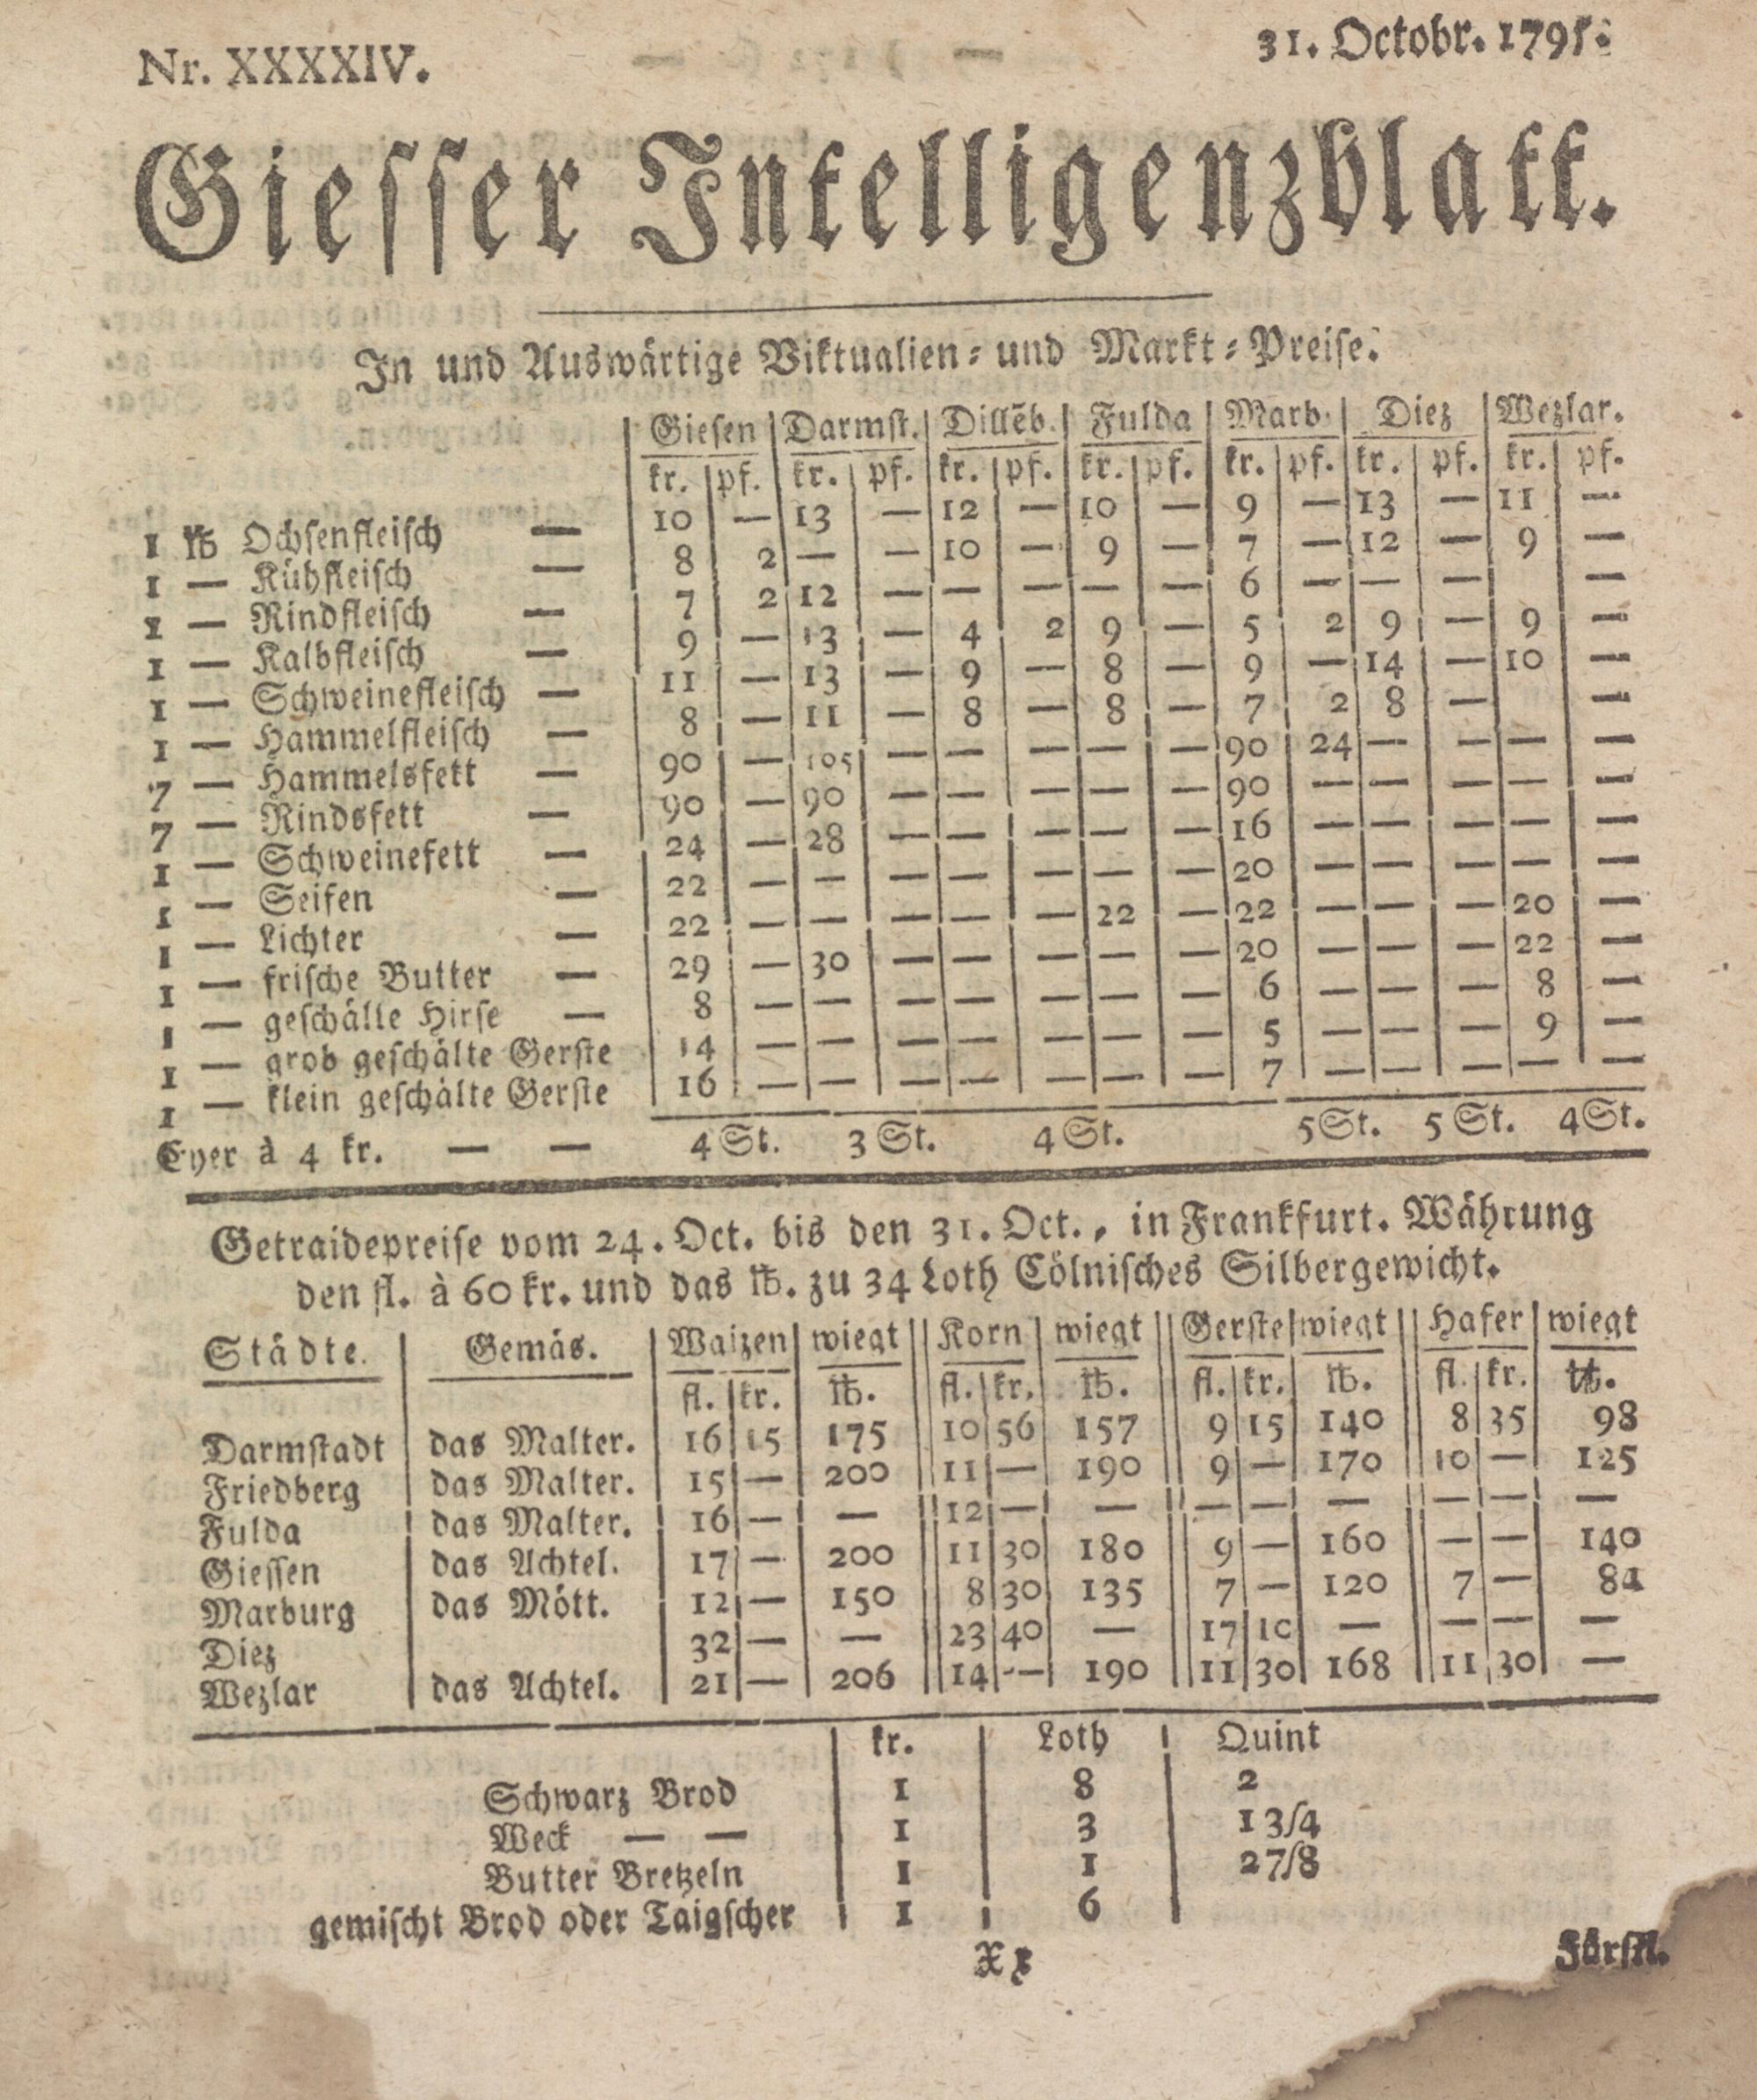 Nr. XXXXIV. 31. Octobr. 1795.
Giesser Intelligenzblatt.
In und Auswärtige Viktualien- und Markt-Preise.
Giesen Darmst. Dillēb. Fulda Marb. Diez Wezlar.
kr. pf. kr. pf. kr. pf. kr. pf. kr. pf. kr. pf. kr. pf.
1 ℔ Ochsenfleisch — 10 — 13 — 12 — 10 — 9 — 13 — 11 —
1 — Kühfleisch — 8 2 — — 10 — 9 — 7 — 12 — 9 —
1 — Rindfleisch — 7 2 12 — — — — — 6 — — — —
1 — Kalbfleisch — 9 — 13 — 4 2 9 — 5 2 9 — 9 —
1 — Schweinefleisch — 11 — 13 — 9 — 8 — 9 — 14 — 10 —
1 — Hammelfleisch — 8 — 11 — 8 — 8 — 7 2 8 — —
7 — Hammelsfett — 90 — 105 — — — — — 90 24 — — — —
7 — Rindsfett — 90 — 90 — — — — — 90 — — — — —
1 — Schweinefett — 24 — 28 — — — — — 16 — — — — —
1 — Seifen — 22 — — — — — — — 20 — — — — —
1 — Lichter — 22 — — — — — 22 — 22 — — — 20 —
1 — frische Butter — 29 — 30 — — — — — 20 — — — 22 —
1 — geschälte Hirse — 8 — — — — — — — 6 — — — 8 —
1 — grob geschälte Gerste 14 — — — — — — — 5 — — — 9 —
1 — klein geschälte Gerste 16 — — — — — — — 7 — — — — —
Eyer à 4 kr. — — 4 St. 3 St. 4 St. 5 St. 5 St. 4 St.
Getraidepreise vom 24. Oct. bis den 31. Oct., in Frankfurt. Währung
den fl. à 60 kr. und das ℔. zu 34 Loth Cölnisches Silbergewicht.
Städte. Gemäs. Waizen wiegt Korn wiegt Gerste wiegt Hafer wiegt
fl. kr. ℔. fl. kr. ℔. fl. kr. ℔. fl. kr. ℔.
Darmstadt das Malter. 16 15 175 10 56 157 9 15 140 8 35 98
Friedberg das Malter. 15 — 200 11 — 190 9 — 170 10 — 125
Fulda das Malter. 16 — — 12 — — — — — — — —
Giessen das Achtel. 17 — 200 11 30 180 9 — 160 — — 140
Marburg das Mött. 12 — 150 8 30 135 7 — 120 7 — 84
Diez 32 — — 23 40 — 17 10 — — — —
Wezlar das Achtel. 21 — 206 14 — 190 11 30 168 11 30 —
kr. Loth Quint
Schwarz Brod 1 8 2
Weck — — 1 3 1 3/4
Butter Bretzeln 1 1 2 7/8
gemischt Brod oder Taigscher 1 6
Xx Fürstl.